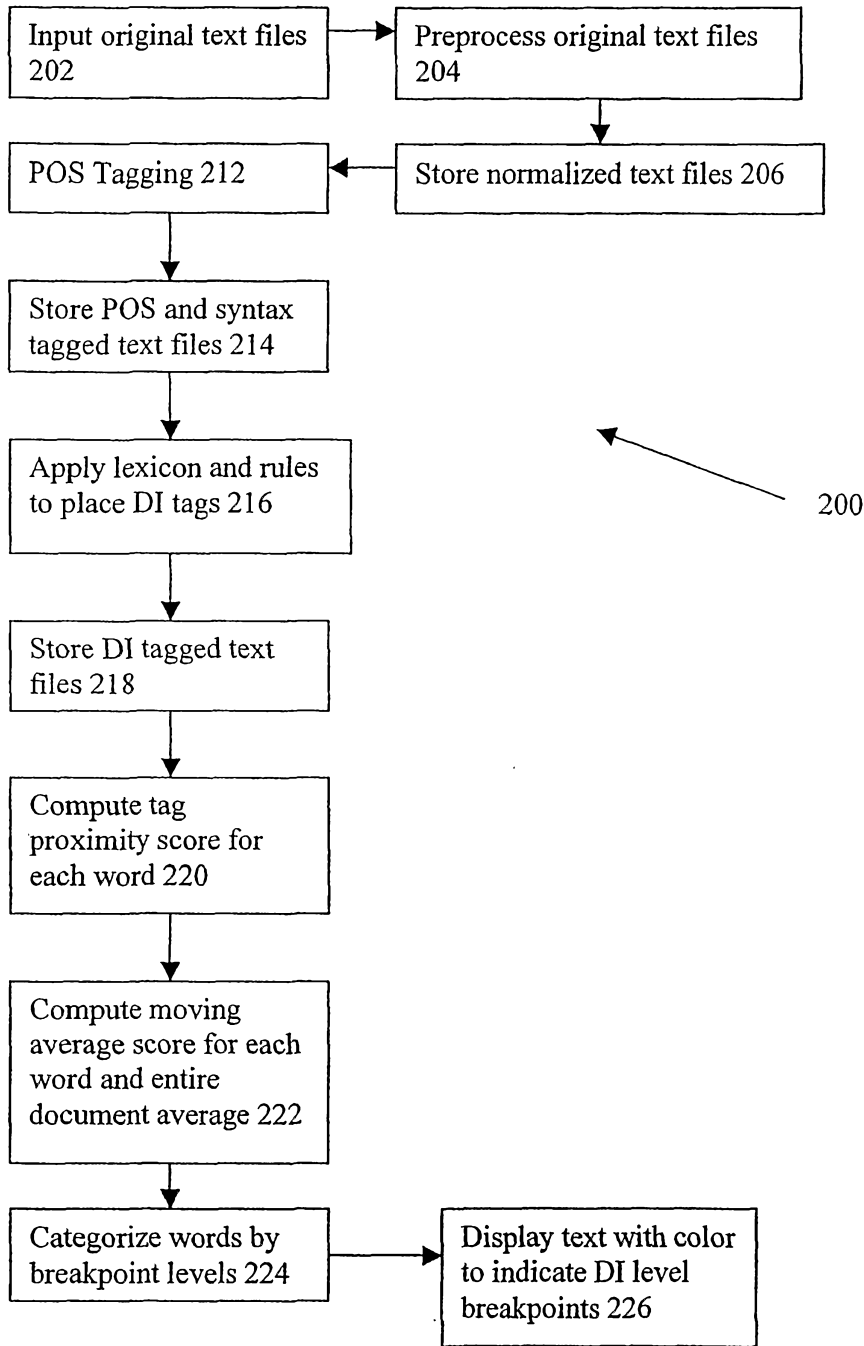 Input original text files
202
Preprocess original text files
204
POS Tagging 212
Store normalized text files 206
Store POS and syntax
tagged text files 214
Apply lexicon and rules
to place DI tags 216
200
Store DI tagged text
files 218
Compute tag
proximity score for
each word 220
Compute moving
average score for each
word and entire
document average 222
Categorize words by
breakpoint levels 224
Display text with color
to indicate DI level
breakpoints 226